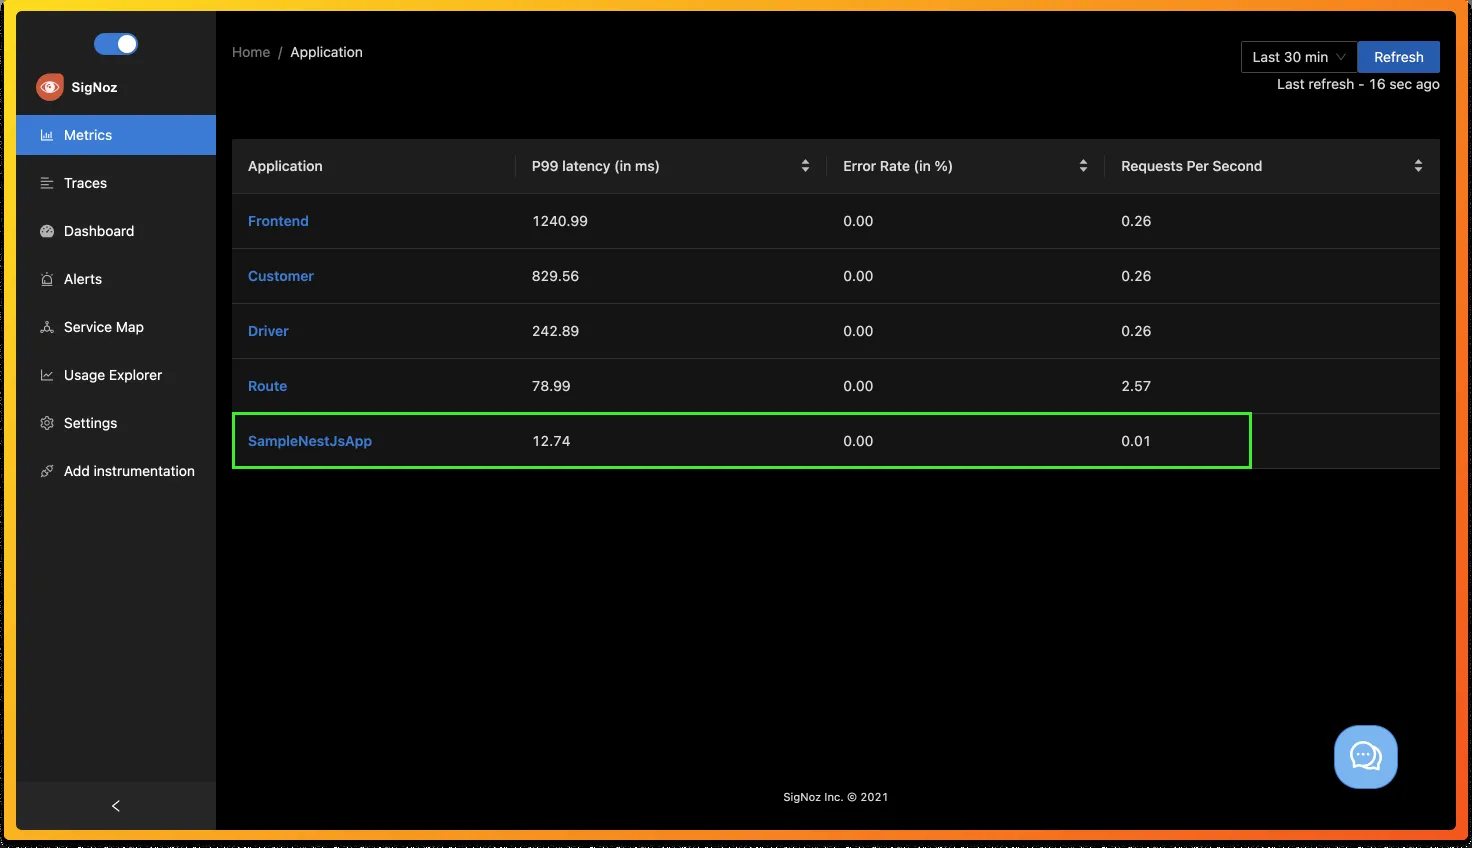 SigNoz
Metrics
Traces
Dashboard
Alerts
Service Map
Usage Explorer
Settings
Add instrumentation
Home / Application
Last 30 min
Refresh
Last refresh - 16 sec ago
Application P99 latency (in ms) Error Rate (in %) Requests Per Second
Frontend 1240.99 0.00 0.26
Customer 829.56 0.00 0.26
Driver 242.89 0.00 0.26
Route 78.99 0.00 2.57
SampleNestJsApp 12.74 0.00 0.01
SigNoz Inc. © 2021